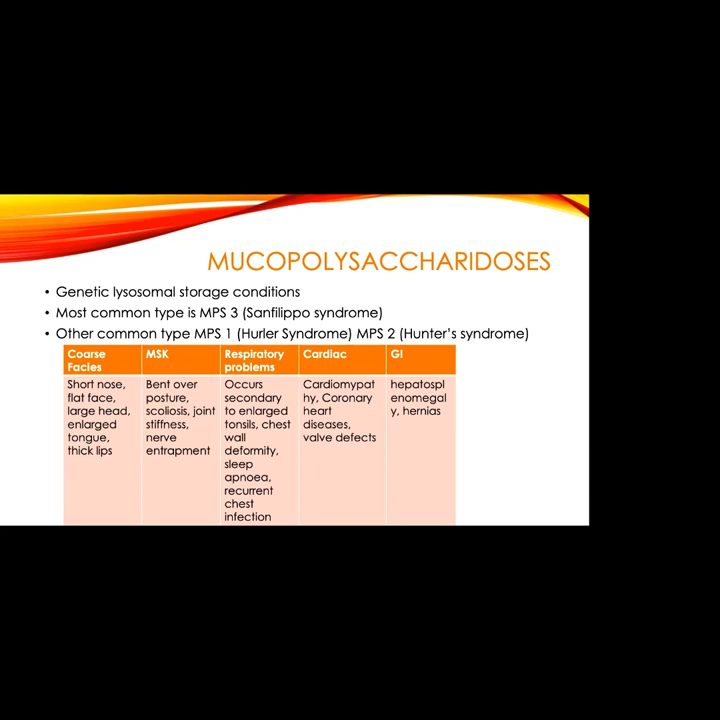 MUCOPOLYSACCHARIDOSES
• Genetic lysosomal storage conditions
• Most common type is MPS 3 (Sanfilippo syndrome)
• Other common type MPS 1 (Hurler Syndrome) MPS 2 (Hunter's syndrome)
Coarse
Facies
MSK
Respiratory
problems
Cardiac
GI
Short nose,
flat face,
large head,
enlarged
tongue,
thick lips
Bent over
posture,
scoliosis, joint
stiffness,
nerve
entrapment
Occurs
secondary
to enlarged
tonsils, chest
wall
deformity,
sleep
apnoea,
recurrent
chest
infection
Cardiomypat
hy, Coronary
heart
diseases,
valve defects
hepatospl
enomegal
y, hernias